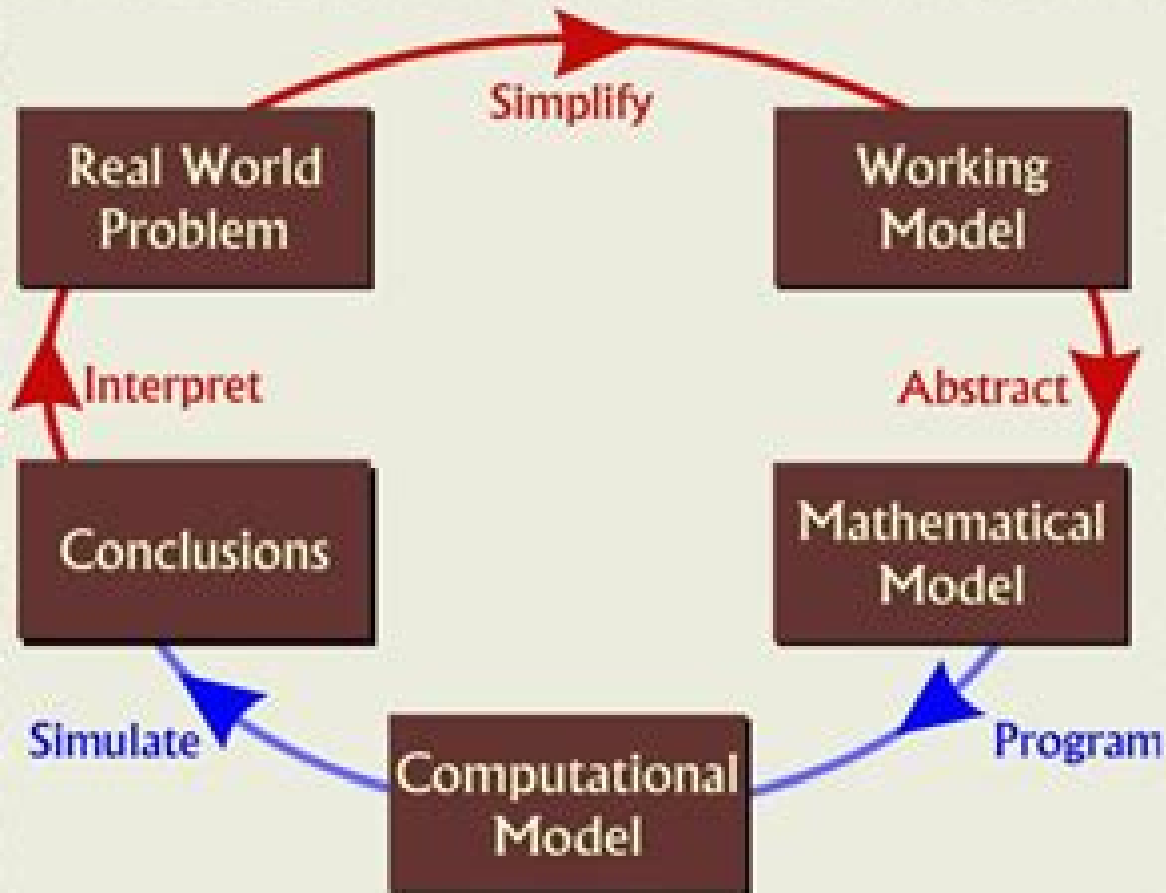 Simplify
Real World
Problem
Working
Model
Interpret
Abstract
Conclusions
Mathematical
Model
Simulate
Program
Computational
Model